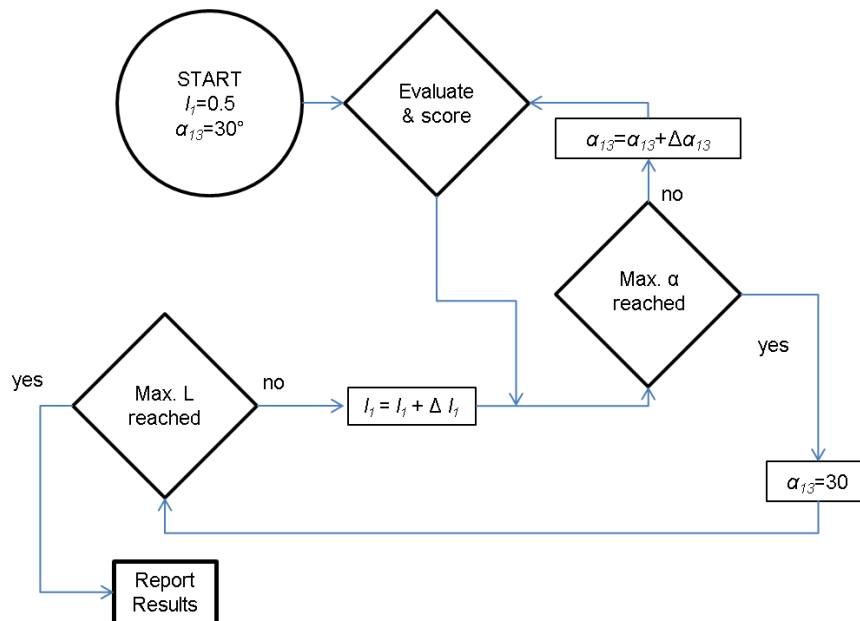 START
l₁=0.5
α₁₃=30°
Evaluate
& score
α₁₃=α₁₃+Δα₁₃
no
Max. α
reached
yes
yes
Max. L
reached
no
l₁ = l₁ + Δ l₁
α₁₃=30
Report
Results